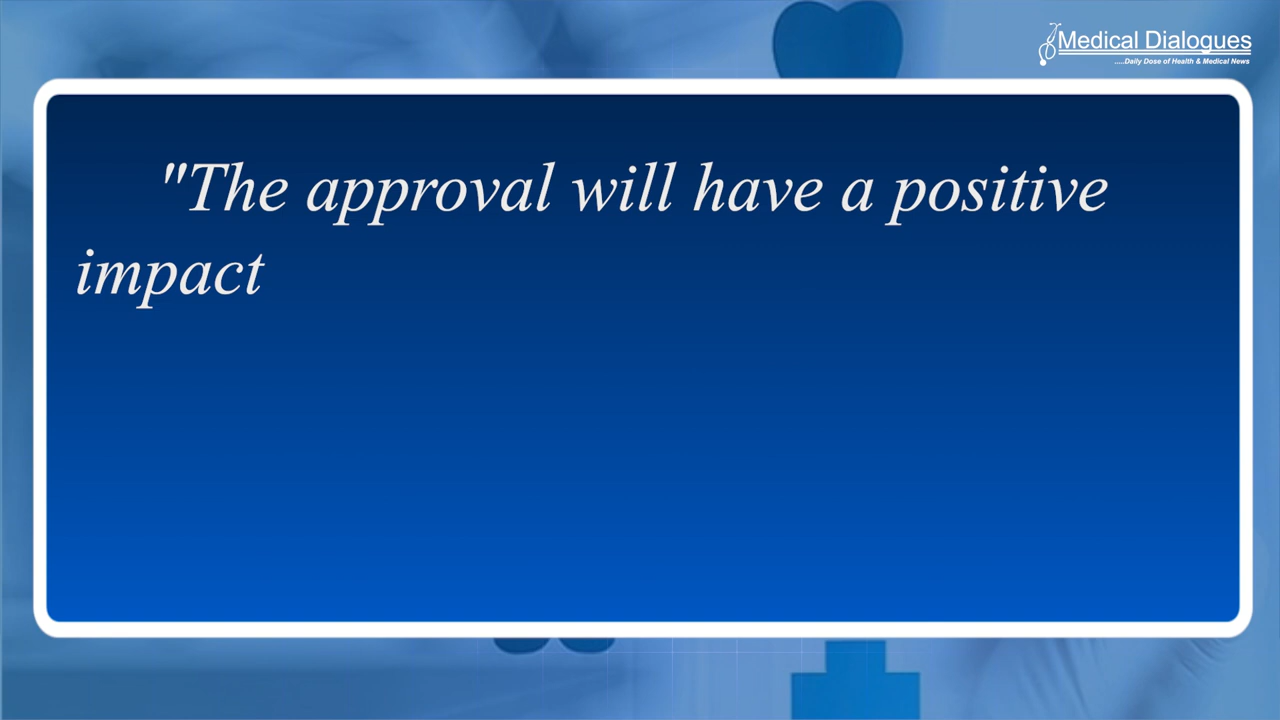 Medical Dialogues
.....Daily Dose of Health & Medical News
"The approval will have a positive
impact